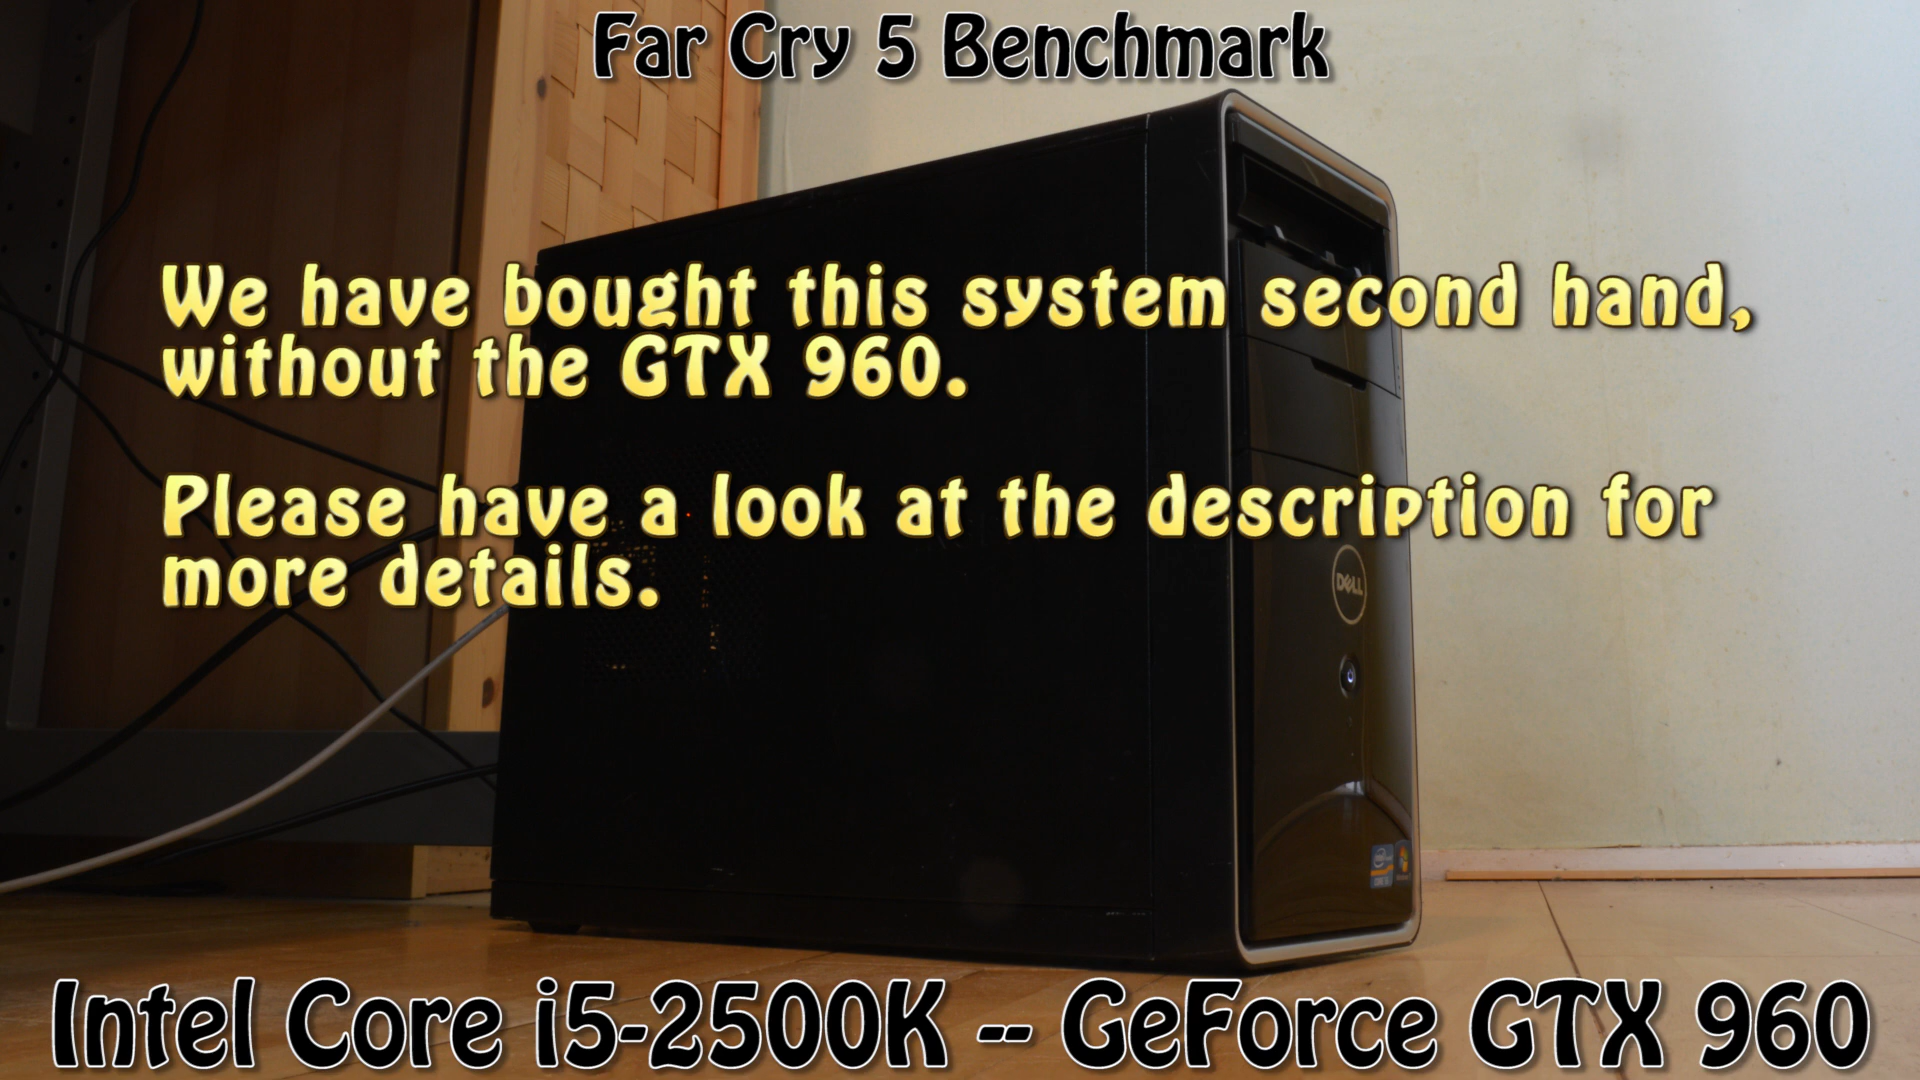 Far Cry 5 Benchmark
We have bought this system second hand,
without the GTX 960.
Please have a look at the description for
more details.
DELL
Intel Core i5-2500K -- GeForce GTX 960